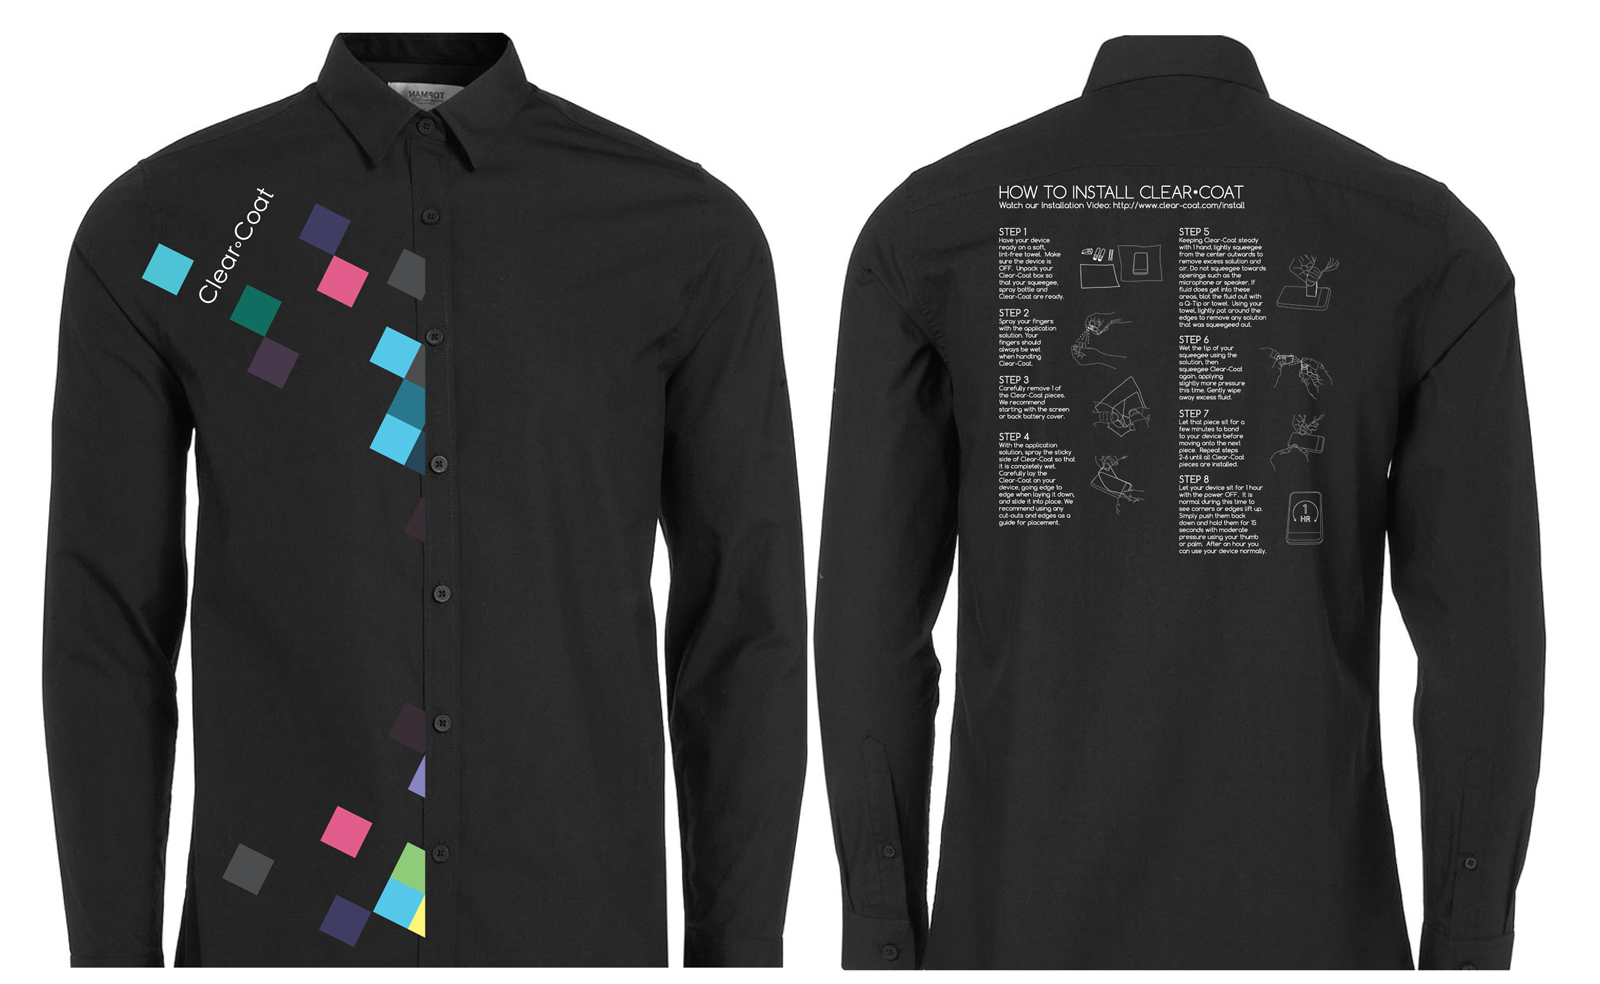 TOPMAN
Clear Coat
HOW TO INSTALL CLEAR•COAT
Watch our Installation Video: http://www.clear-coat.com/install
STEP 1
Have your device
ready on a soft,
lint-free towel. Make
sure the device is
OFF. Unpack your
Clear-Coat box so
that your squeegee,
spray bottle and
Clear-Coat are ready.
STEP 2
Spray your fingers
with the application
solution. Your
fingers should
always be wet
when handling
Clear-Coat.
STEP 3
Carefully remove 1 of
the Clear-Coat pieces.
We recommend
starting with the screen
or back battery cover.
STEP 4
With the application
solution, spray the sticky
side of Clear-Coat so that
it is completely wet.
Carefully lay the
Clear-Coat on your
device, going edge to
edge when laying it down,
and slide it into place. We
recommend using any
cut-outs and edges as a
guide for placement.
STEP 5
Keeping Clear-Coat steady
with 1 hand, lightly squeegee
from the center outwards to
remove excess solution and
air. Do not squeegee towards
openings such as the
microphone or speaker. If
fluid does get into these
areas, blot the fluid out with
a Q-Tip or towel. Using your
towel, lightly pat around the
edges to remove any solution
that was squeegeed out.
STEP 6
Wet the tip of your
squeegee using the
solution, then
squeegee Clear-Coat
again, applying
slightly more pressure
this time. Gently wipe
away excess fluid.
STEP 7
Let that piece sit for a
few minutes to bond
to your device before
moving onto the next
piece. Repeat steps
2-6 until all Clear-Coat
pieces are installed.
STEP 8
Let your device sit for 1 hour
with the power OFF. It is
normal during this time to
see corners or edges lift up.
Simply push them back
down and hold them for 15
seconds with moderate
pressure using your thumb
or palm. After an hour you
can use your device normally.
1
HR